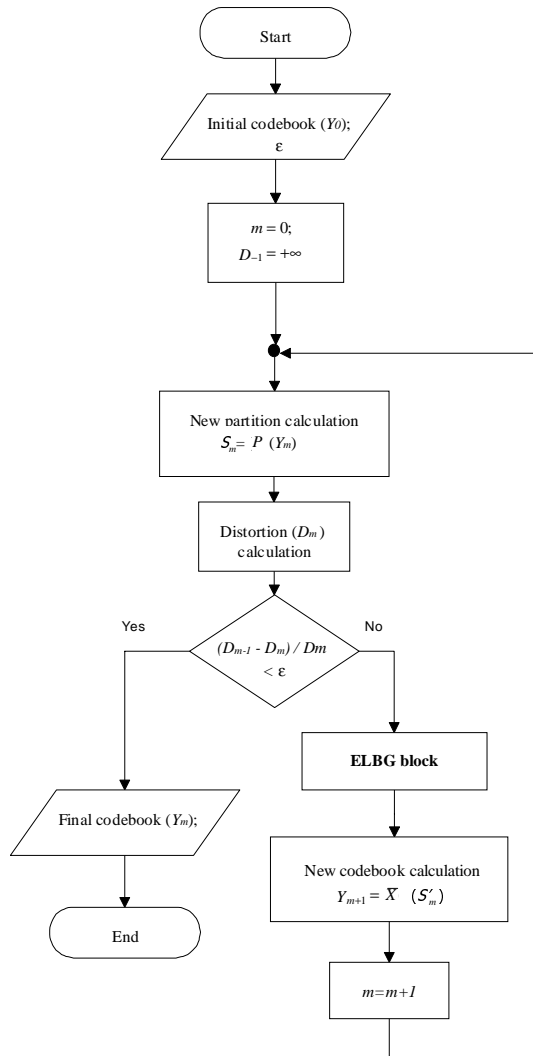 Start
Initial codebook (Y0);
ε
m = 0;
D−1 = +∞
New partition calculation
Sm= P (Ym)
Distortion (Dm)
calculation
Yes
No
(Dm-1 - Dm) / Dm
< ε
ELBG block
Final codebook (Ym);
New codebook calculation
Ym+1 = X̅ (S′m)
End
m=m+1